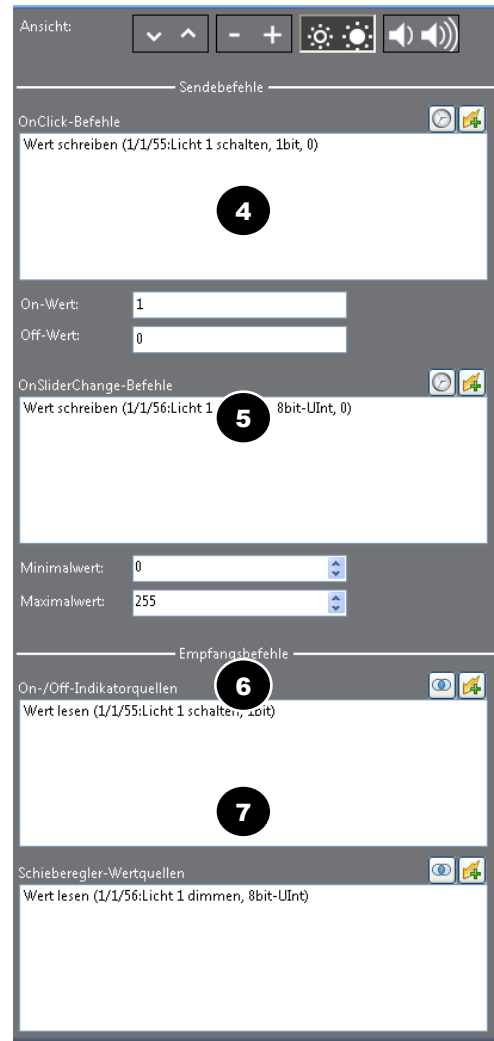 Ansicht:
Sendebefehle
OnClick-Befehle
Wert schreiben (1/1/55:Licht 1 schalten, 1bit, 0)
4
On-Wert: 1
Off-Wert: 0
OnSliderChange-Befehle
Wert schreiben (1/1/56:Licht 1 8bit-UInt, 0)
5
Minimalwert: 0
Maximalwert: 255
Empfangsbefehle
6
On-/Off-Indikatorquellen
Wert lesen (1/1/55:Licht 1 schalten, 1bit)
7
Schieberegler-Wertquellen
Wert lesen (1/1/56:Licht 1 dimmen, 8bit-UInt)